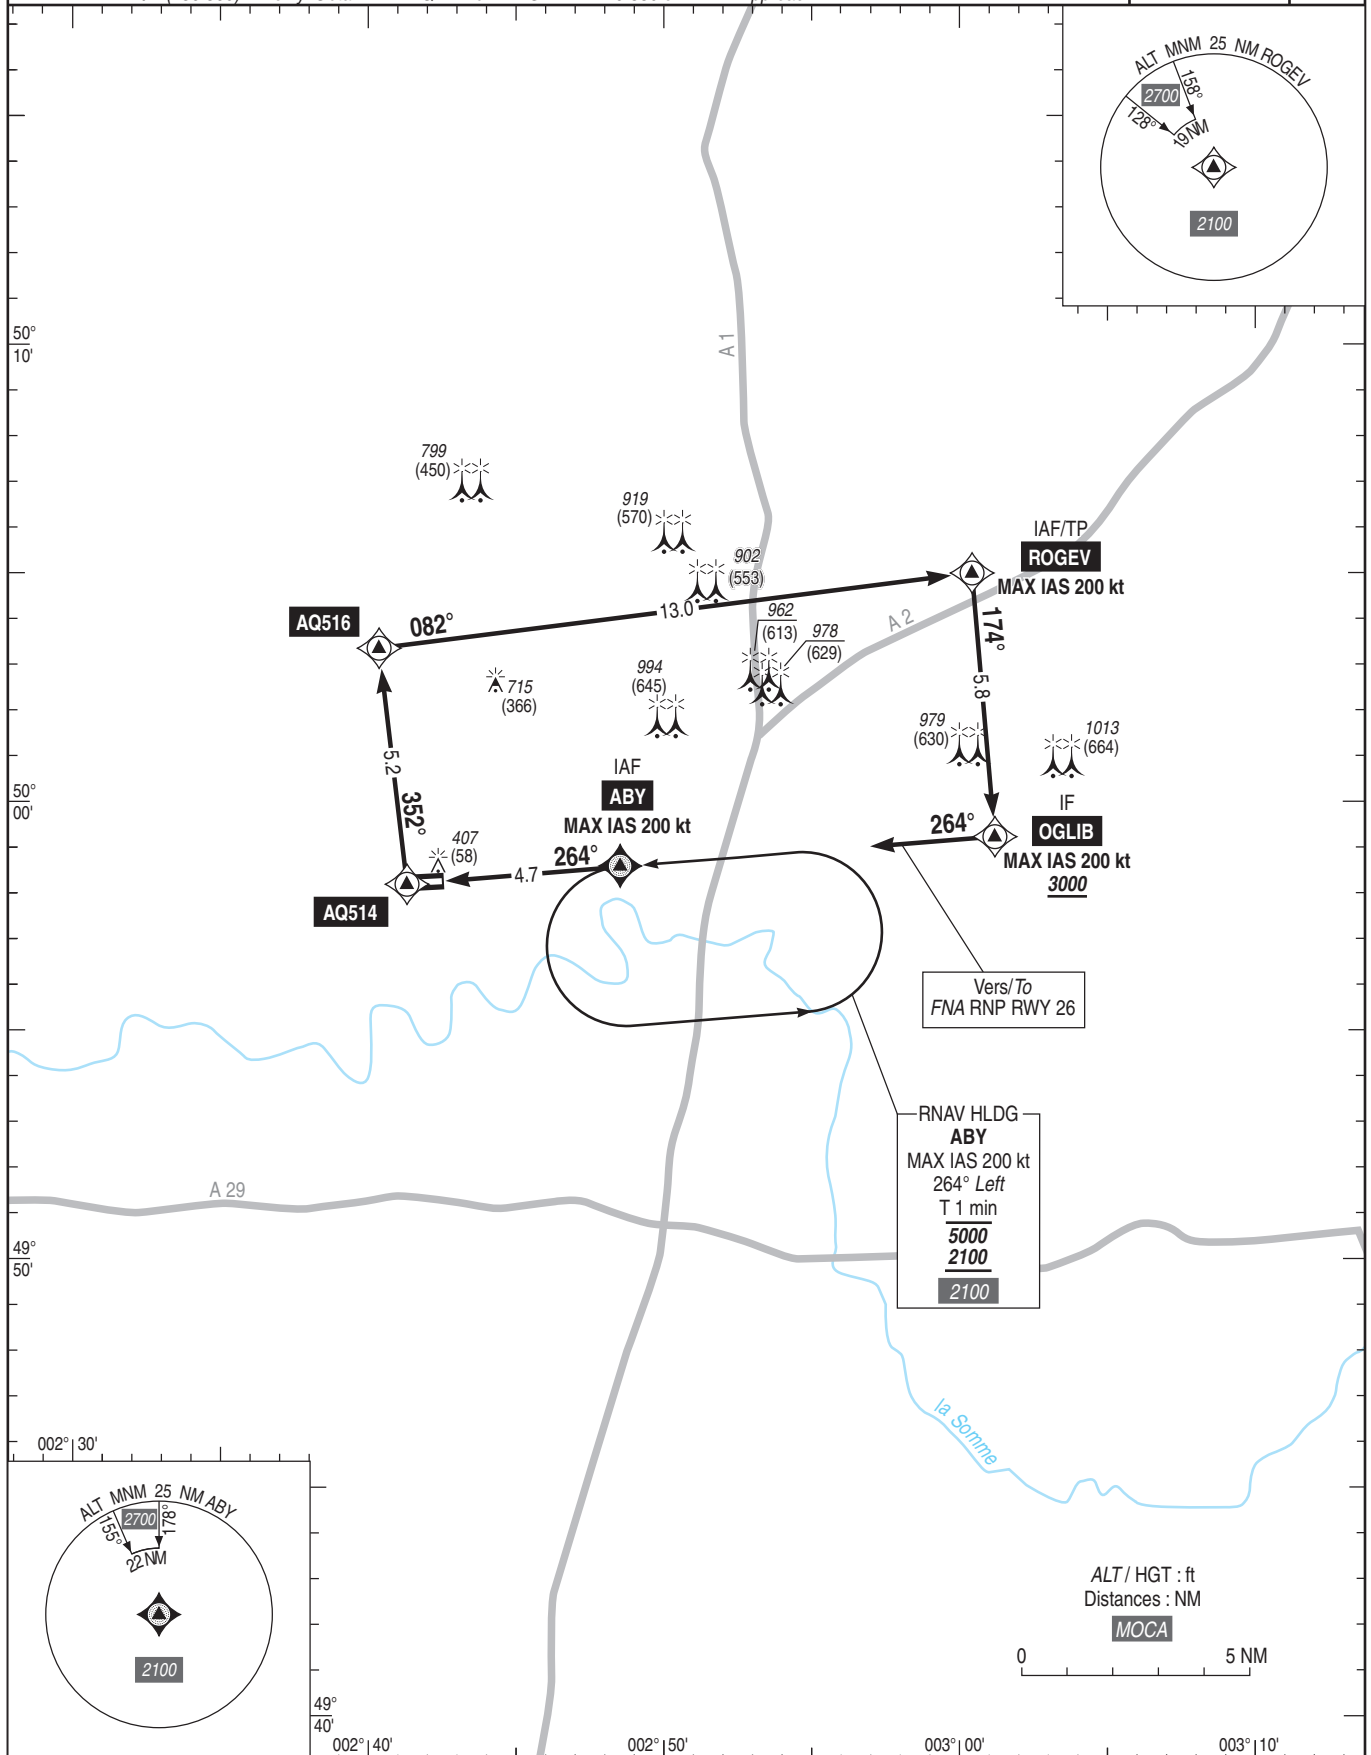 ALT MNM 25 NM ROGEV
2700
158°
128°
19 NM
2100
50°
10'
A 1
799
(450)
919
(570)
902
(553)
IAF/TP
ROGEV
MAX IAS 200 kt
AQ516
082°
13.0
962
(613)
978
(629)
A 2
174°
5.8
715
(366)
994
(645)
979
(630)
1013
(664)
5.2
352°
50°
00'
IAF
ABY
MAX IAS 200 kt
IF
OGLIB
MAX IAS 200 kt
3000
264°
407
(58)
264°
4.7
AQ514
Vers/To
FNA RNP RWY 26
RNAV HLDG
ABY
MAX IAS 200 kt
264° Left
T 1 min
5000
2100
2100
A 29
49°
50'
la Somme
002° 30'
ALT MNM 25 NM ABY
2700
155°
178°
22 NM
2100
ALT / HGT : ft
Distances : NM
MOCA
0 5 NM
49°
40'
002° 40'
002° 50'
003° 00'
003° 10'